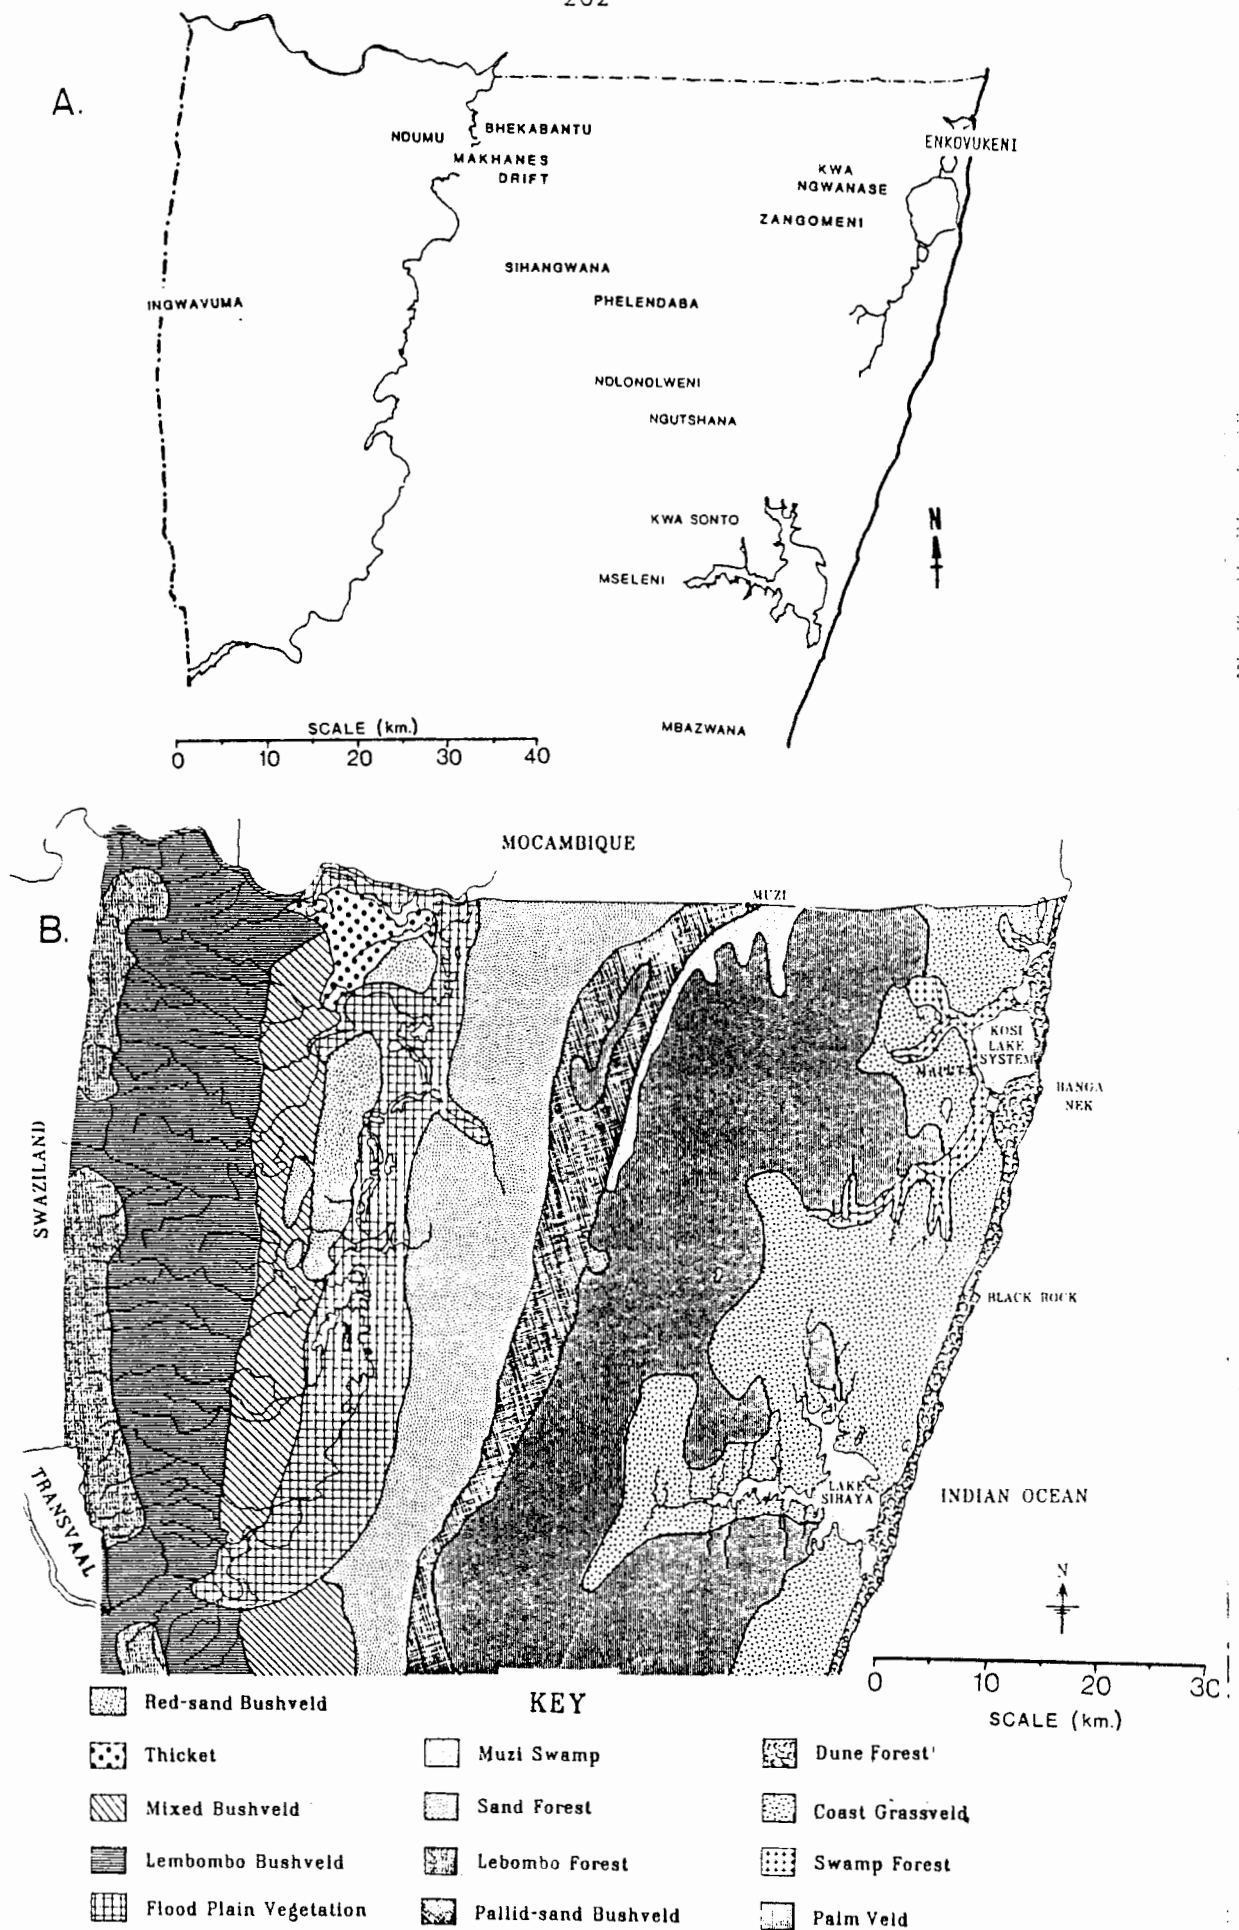 202
A.
NDUMU
BHEKABANTU
MAKHANES
DRIFT
ENKOVUKENI
KWA
NGWANASE
ZANGOMENI
SIHANGWANA
INGWAVUMA
PHELENDABA
NDLONDLWENI
NGUTSHANA
KWA SONTO
N
MSELENI
MBAZWANA
SCALE (km.)
0 10 20 30 40
MOCAMBIQUE
MUZI
B.
KOSI
LAKE
SYSTEM
BANGA
NEK
SWAZILAND
BLACK ROCK
LAKE
SIBAYA
INDIAN OCEAN
TRANSVAAL
N
0 10 20 30
SCALE (km.)
KEY
Red-sand Bushveld
Thicket
Mixed Bushveld
Lembombo Bushveld
Flood Plain Vegetation
Muzi Swamp
Sand Forest
Lebombo Forest
Pallid-sand Bushveld
Dune Forest
Coast Grassveld
Swamp Forest
Palm Veld